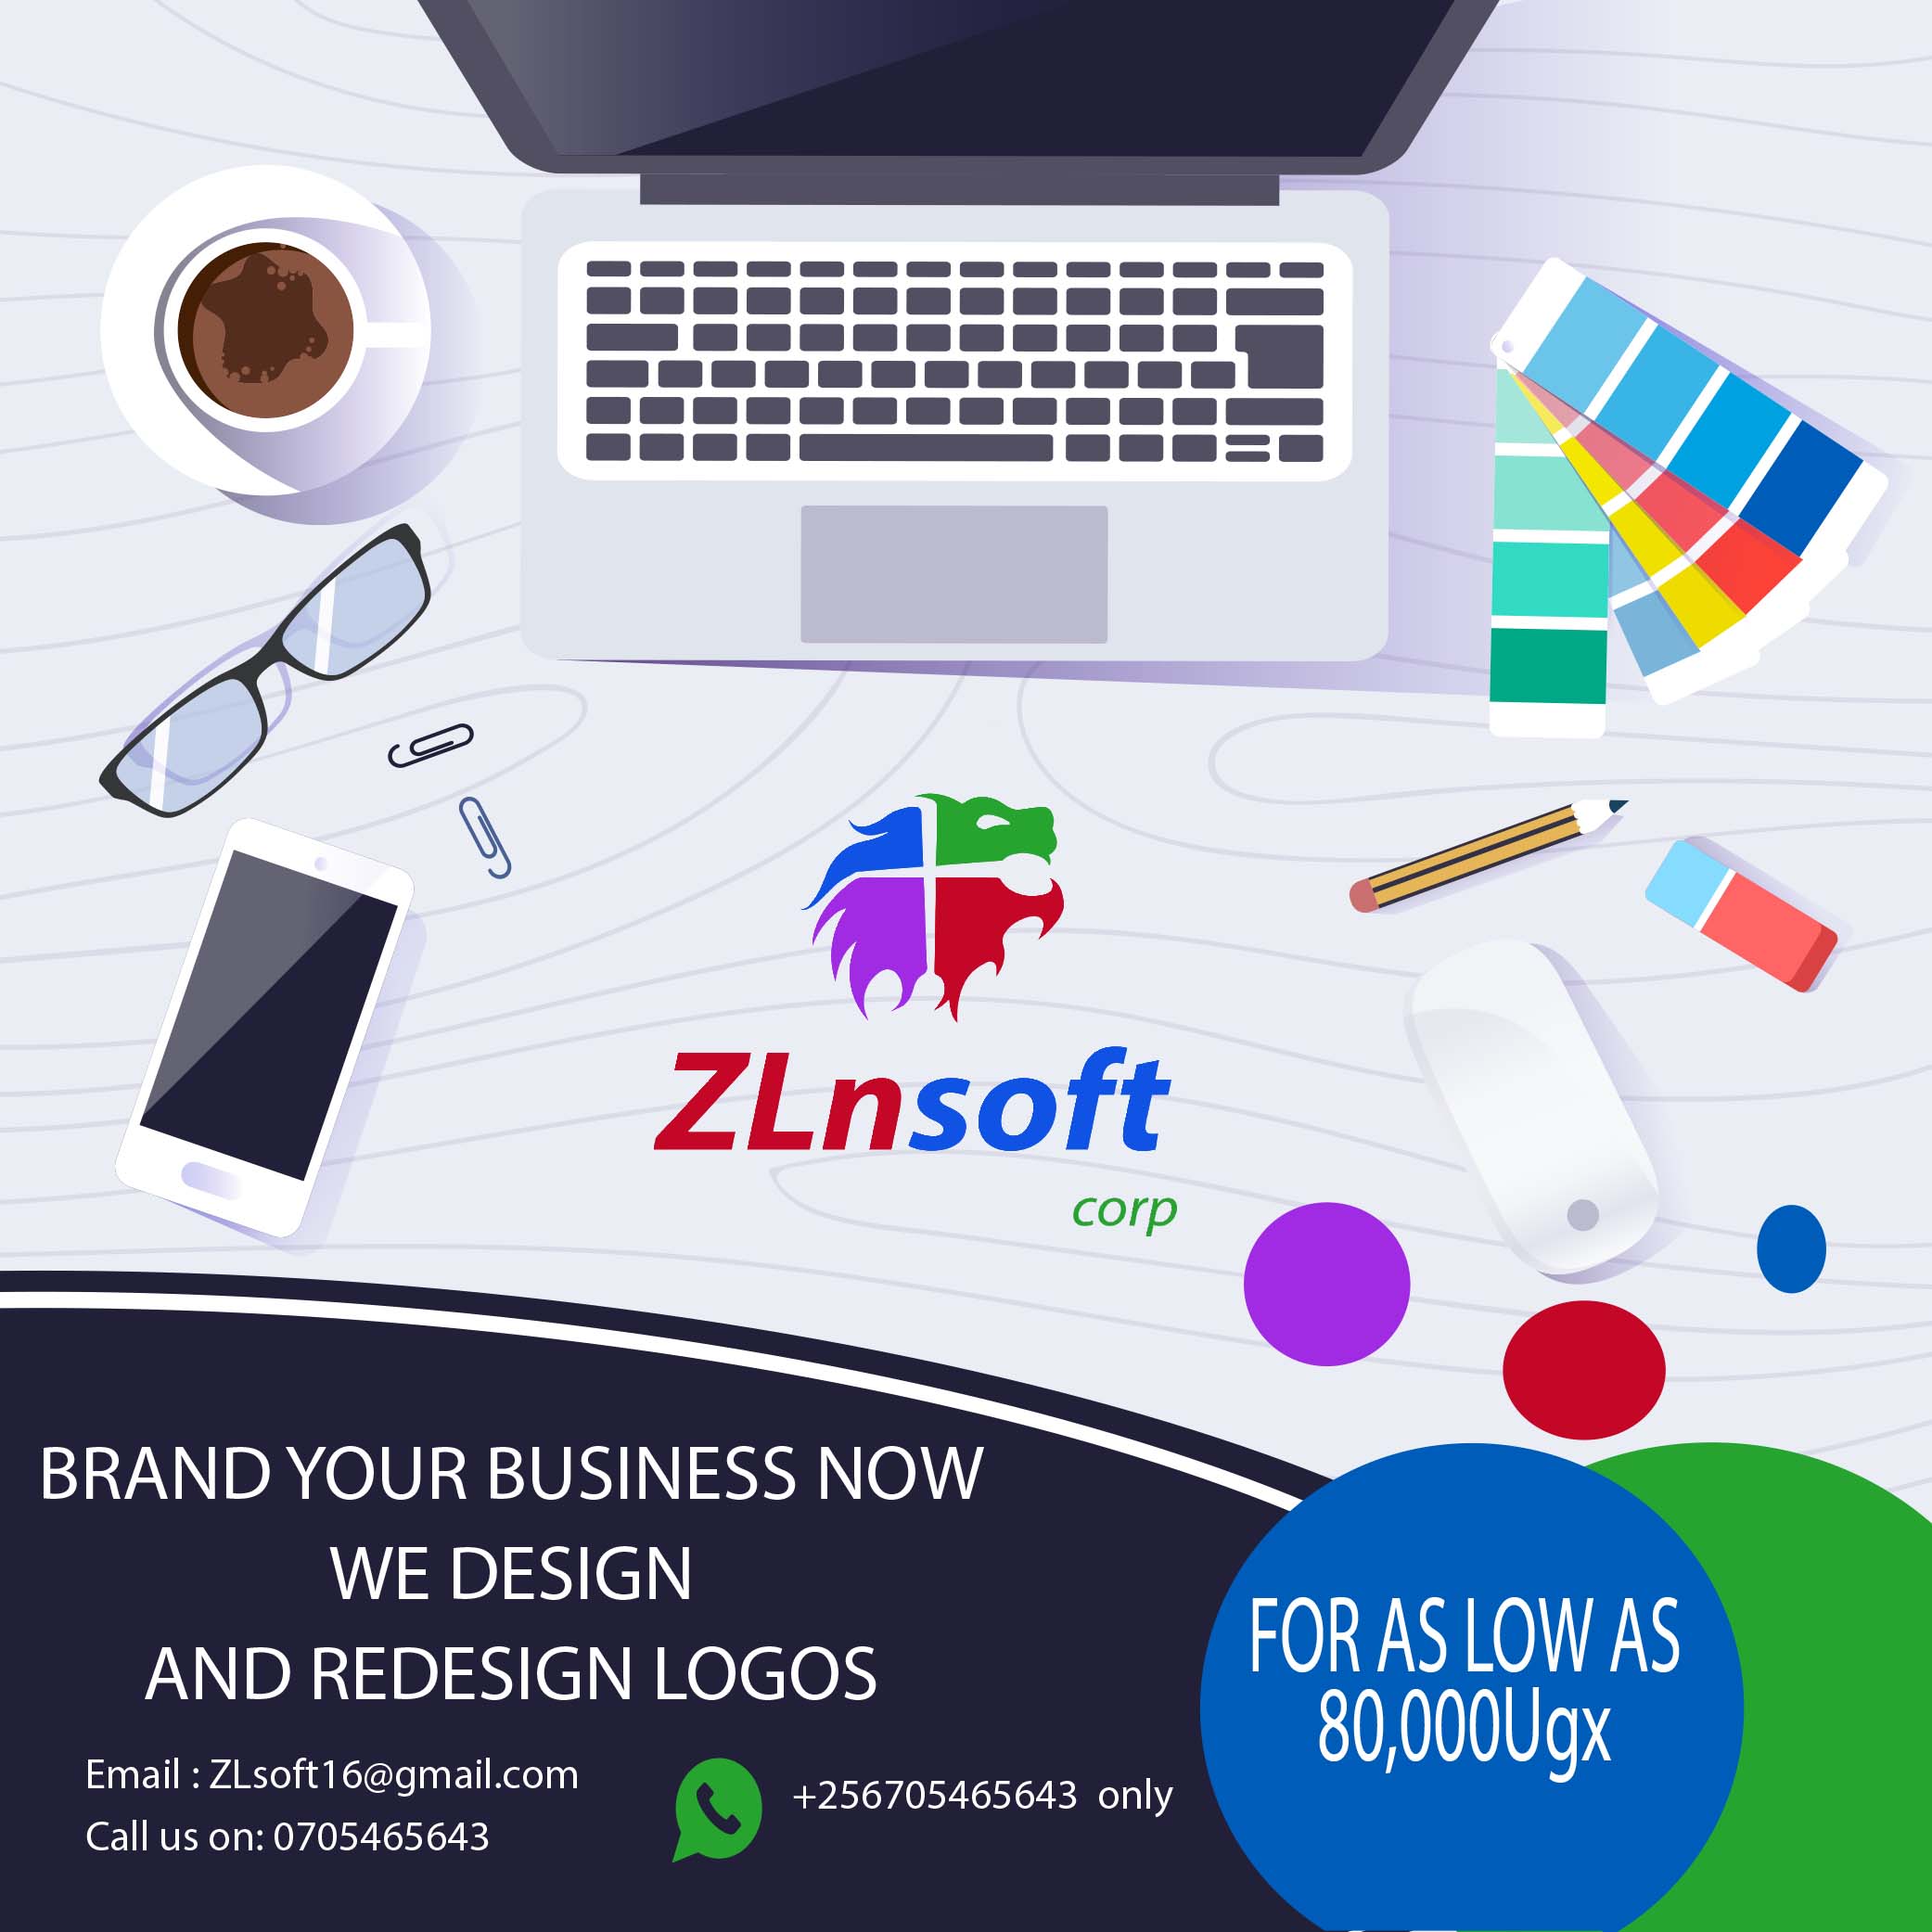 ZLnsoft
corp
BRAND YOUR BUSINESS NOW
WE DESIGN
AND REDESIGN LOGOS
Email : ZLsoft16@gmail.com
Call us on: 0705465643
+256705465643 only
FOR AS LOW AS
80,000Ugx